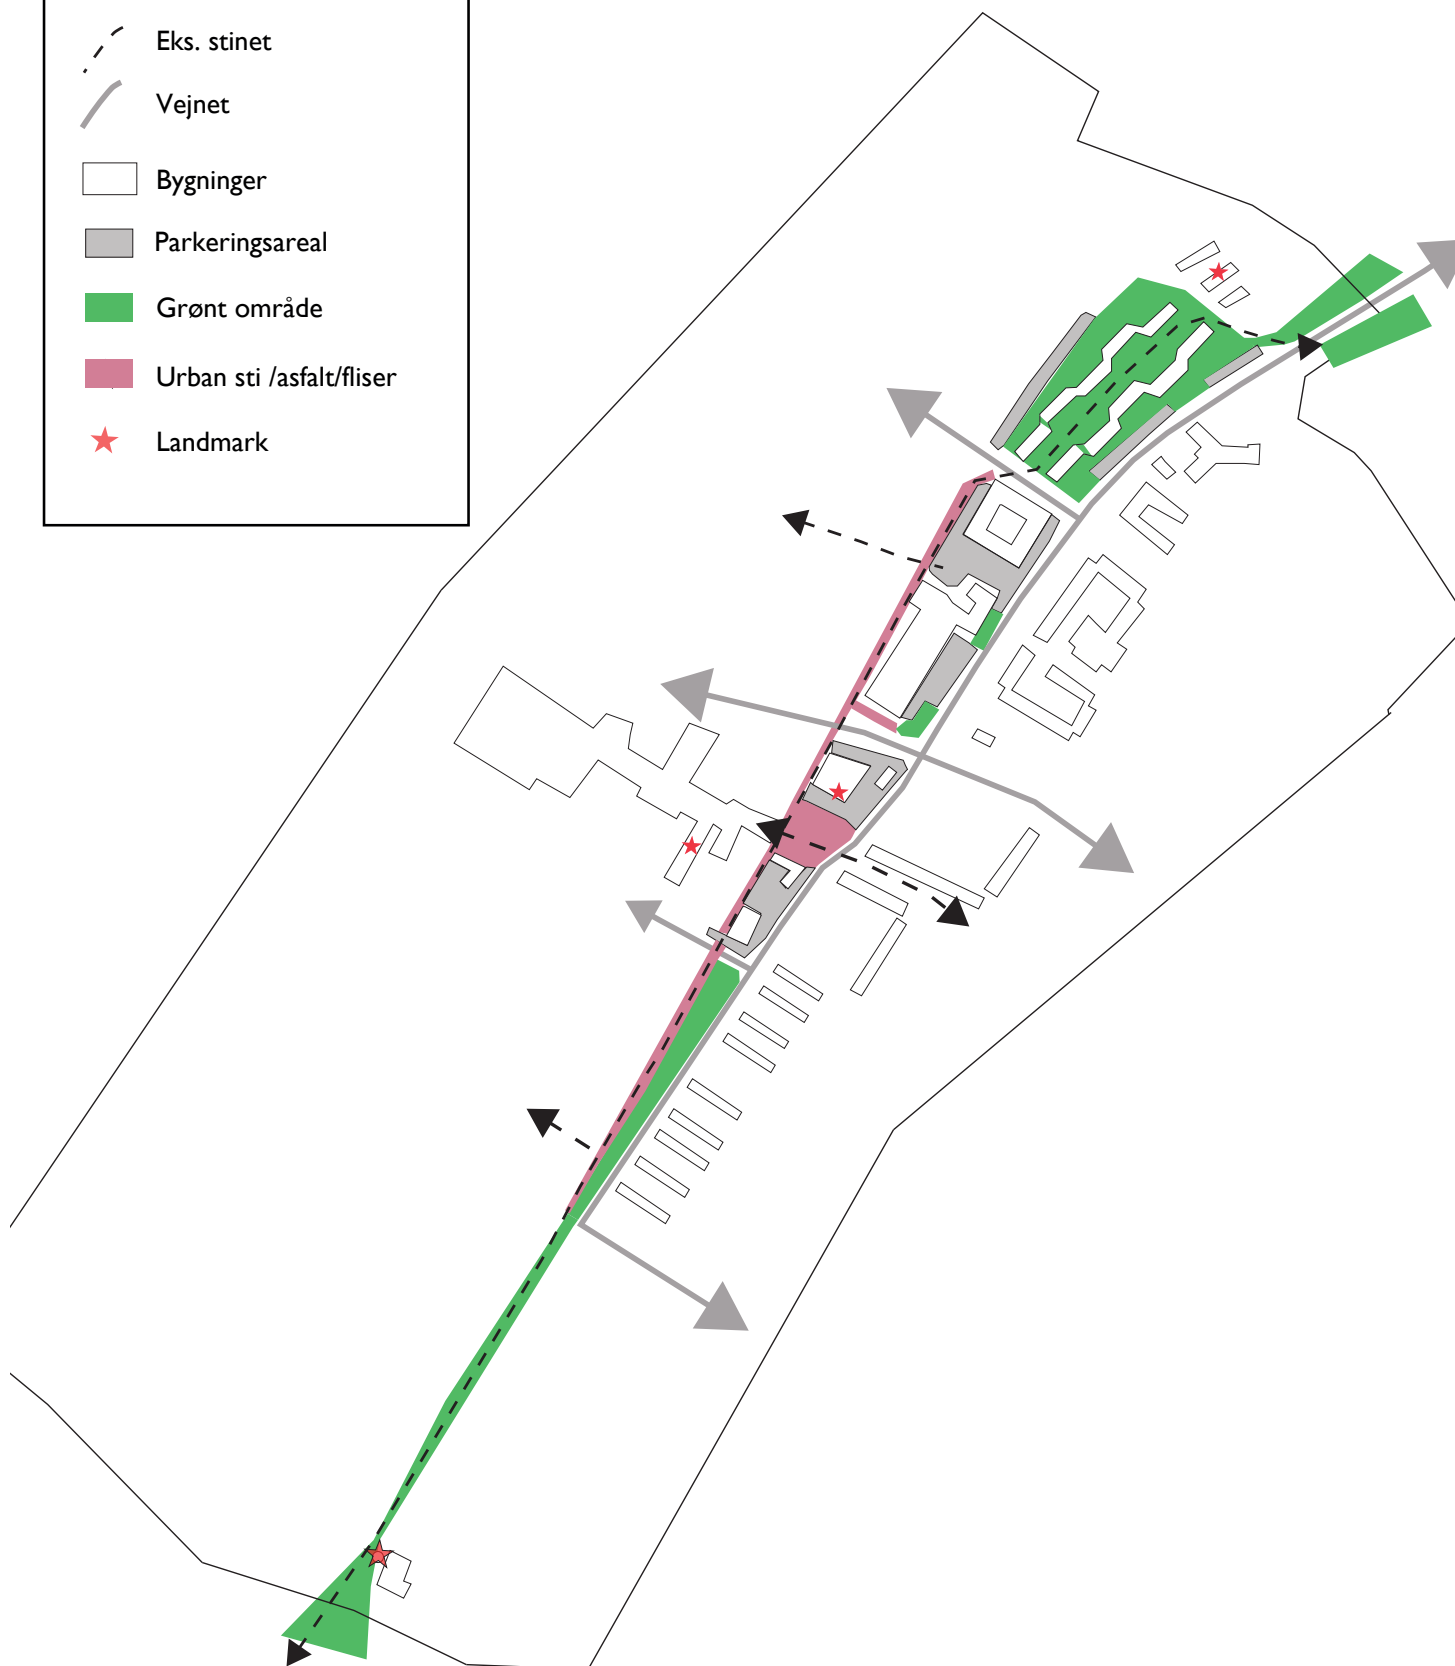 Eks. stinet
Vejnet
Bygninger
Parkeringsareal
Grønt område
Urban sti /asfalt/fliser
Landmark